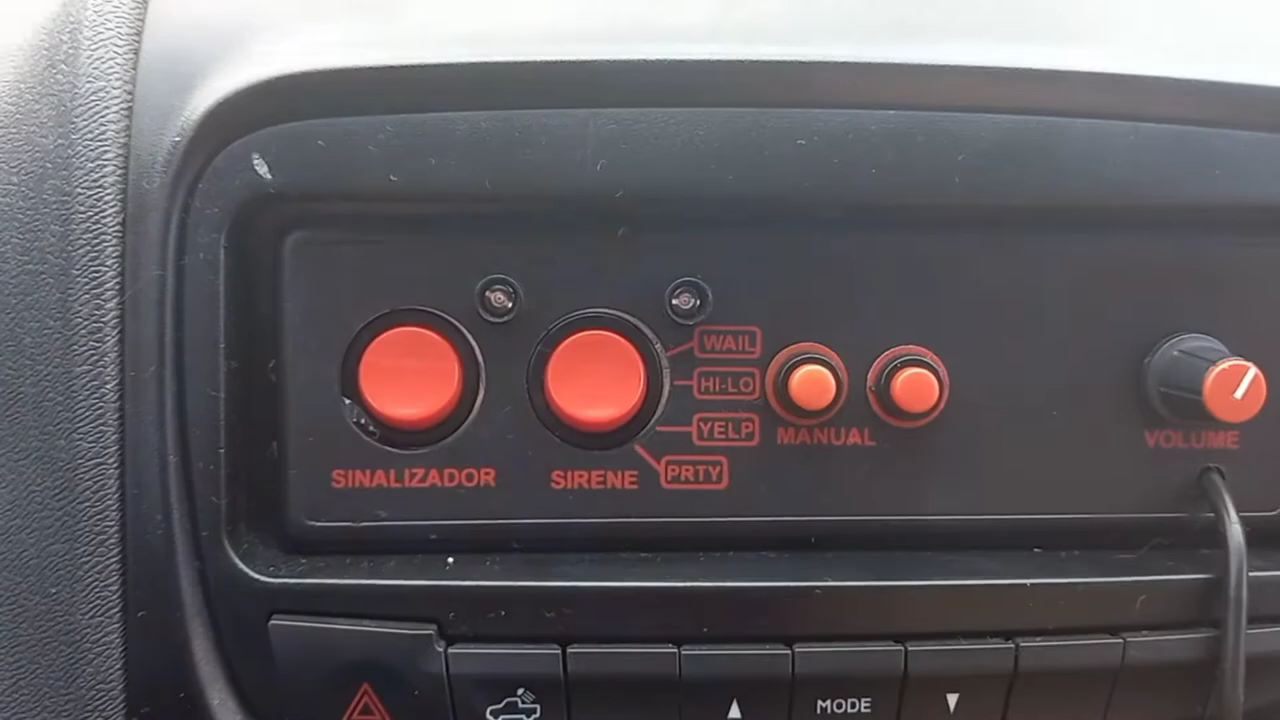 WAIL
HI-LO
YELP
PRTY
SINALIZADOR
SIRENE
MANUAL
VOLUME
MODE